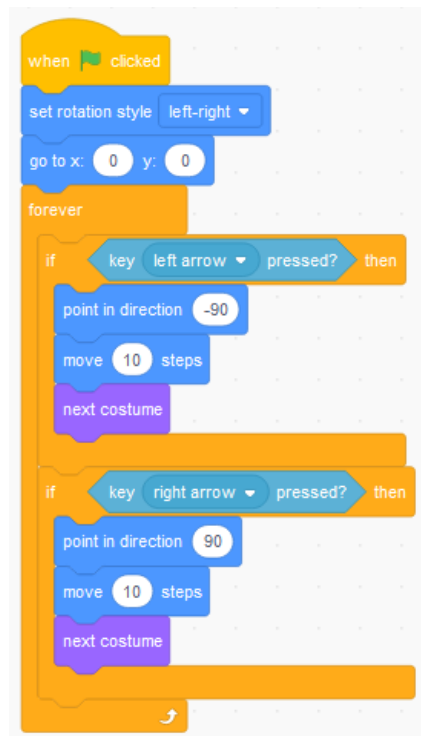 when clicked
set rotation style left-right
go to x: 0 y: 0
forever
if key left arrow pressed? then
point in direction -90
move 10 steps
next costume
if key right arrow pressed? then
point in direction 90
move 10 steps
next costume